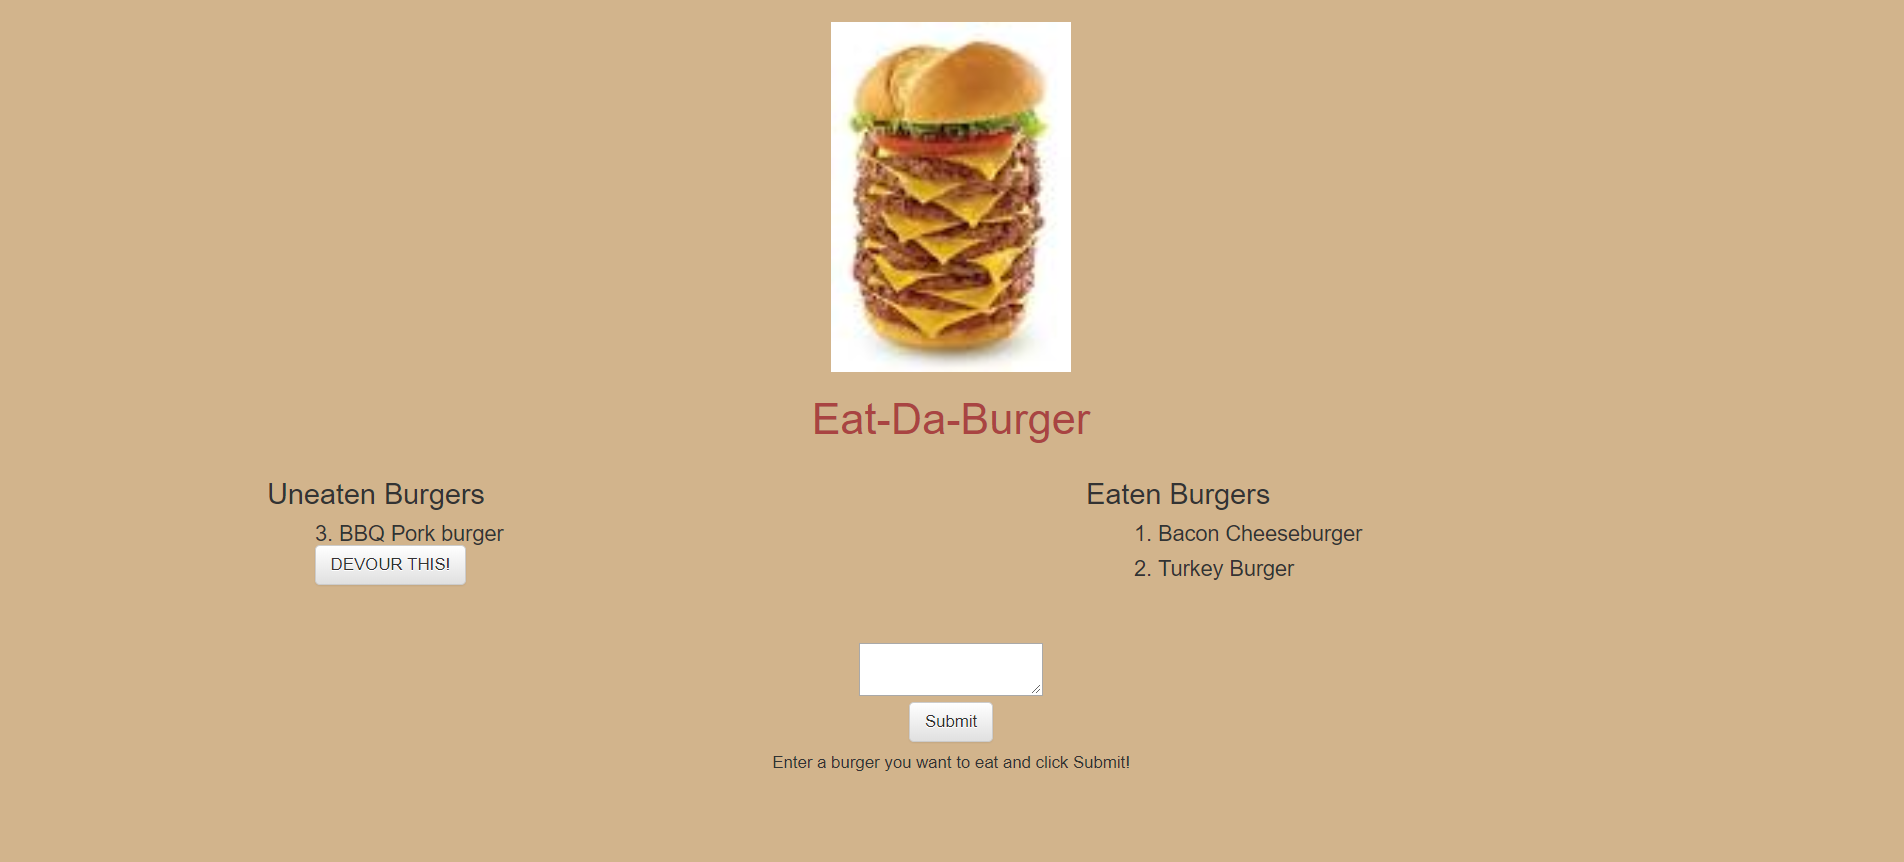 Eat-Da-Burger
Uneaten Burgers
3. BBQ Pork burger
DEVOUR THIS!
Eaten Burgers
1. Bacon Cheeseburger
2. Turkey Burger
Submit
Enter a burger you want to eat and click Submit!